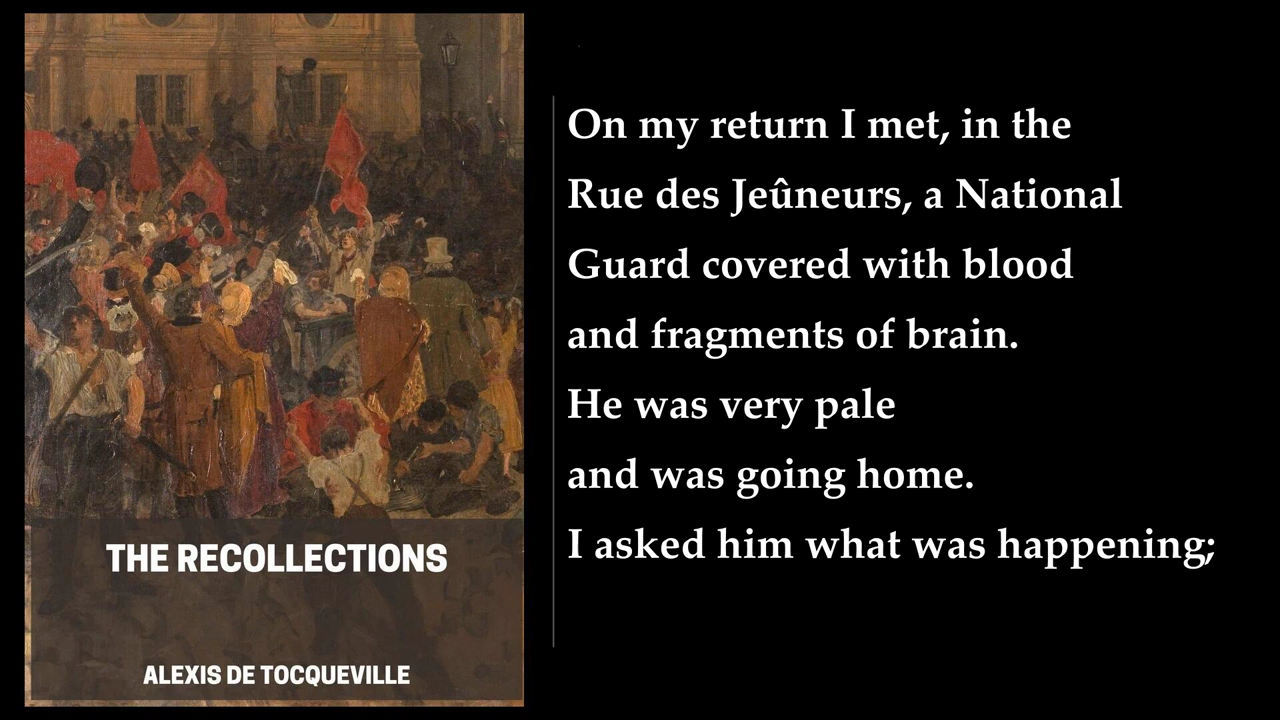 THE RECOLLECTIONS
ALEXIS DE TOCQUEVILLE
On my return I met, in the
Rue des Jeûneurs, a National
Guard covered with blood
and fragments of brain.
He was very pale
and was going home.
I asked him what was happening;